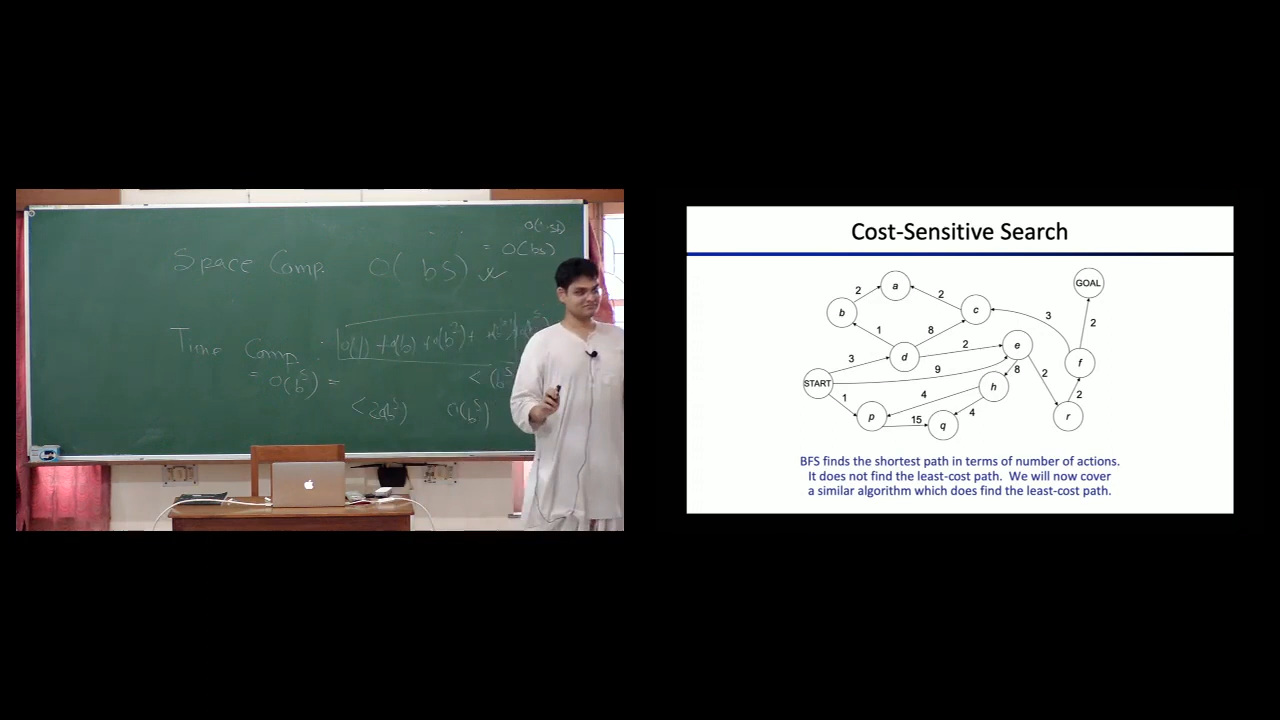 Space Comp. O( bs)
= O(bs)
Time Comp. :
O(1) + O(b) + O(b²) +
= O(b^s) =
< 2O(b^s) O(b^s)
Cost-Sensitive Search
GOAL
a
b
c
d
e
f
h
START
p
q
r
2
2
3
2
1
8
2
3
9
8
2
1
4
2
15
4
BFS finds the shortest path in terms of number of actions.
It does not find the least-cost path. We will now cover
a similar algorithm which does find the least-cost path.